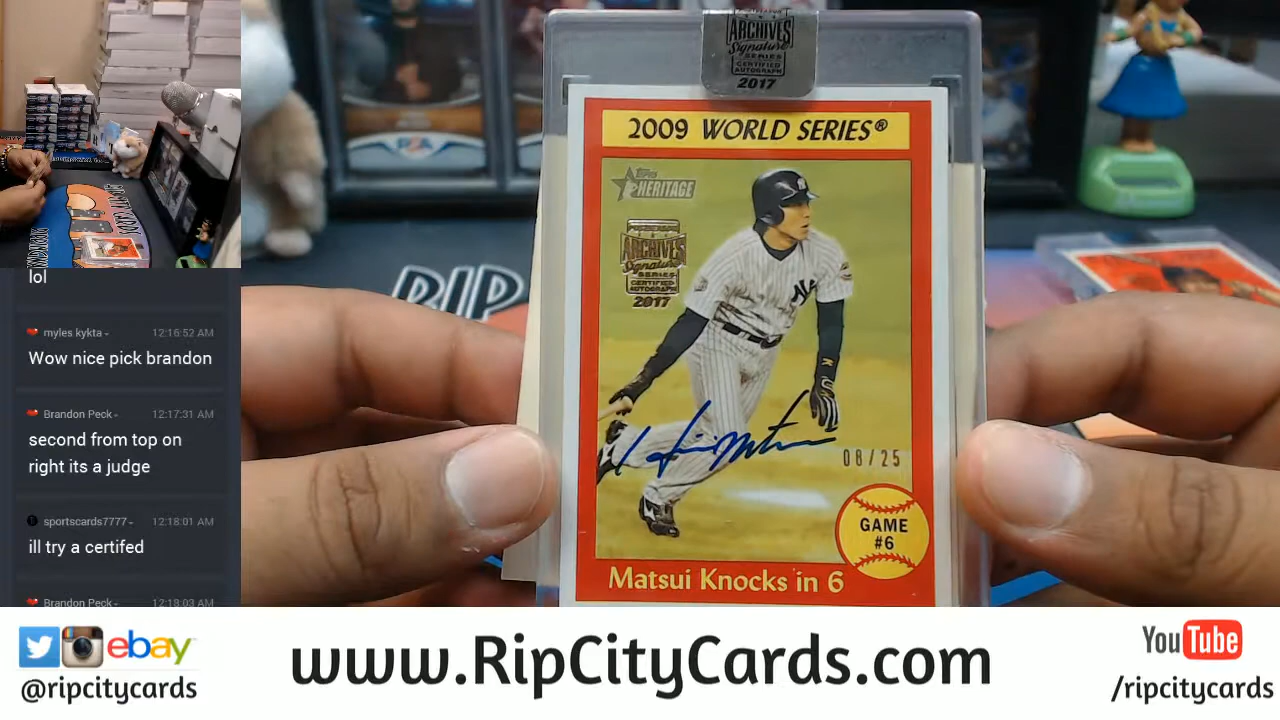 lol
myles kykta
12:16:52 AM
Wow nice pick brandon
Brandon Peck
12:17:31 AM
second from top on
right its a judge
sportscards7777
12:18:01 AM
ill try a certifed
Brandon Peck
12:18:03 AM
ARCHIVES
Signature
SERIES
CERTIFIED
AUTOGRAPH
2017
2009 WORLD SERIES®
Topps
HERITAGE
ARCHIVES
Signature
SERIES
CERTIFIED
AUTOGRAPH
2017
08/25
GAME
#6
Matsui Knocks in 6
RIP
ebay
@ripcitycards
www.RipCityCards.com
YouTube
/ripcitycards